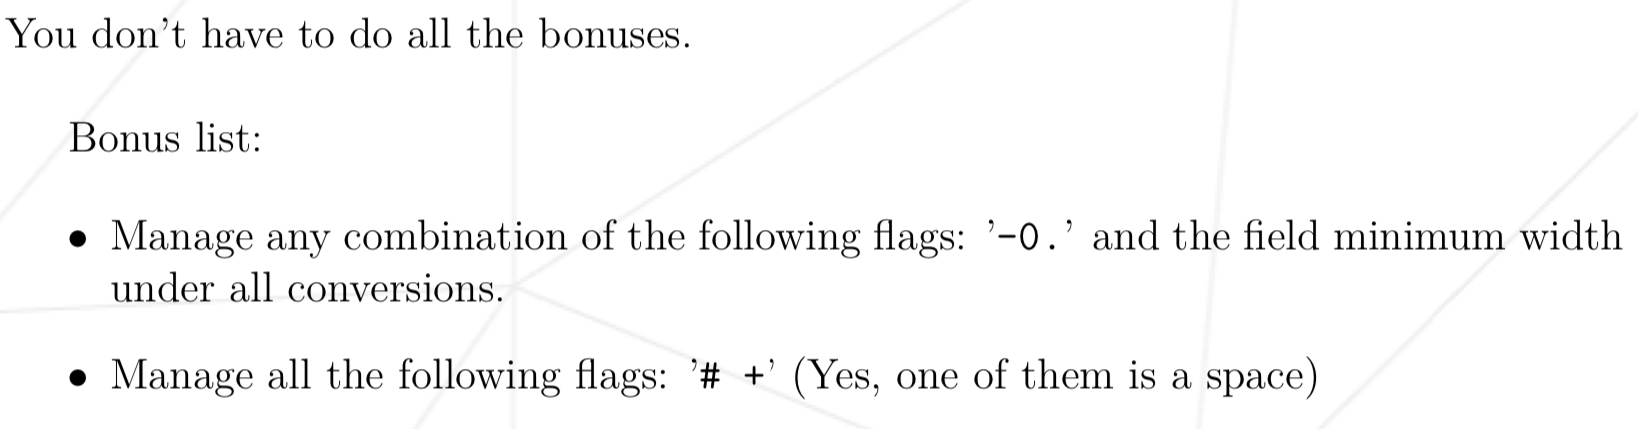 You don't have to do all the bonuses.
Bonus list:
• Manage any combination of the following flags: ’-0.’ and the field minimum width
under all conversions.
• Manage all the following flags: ’# +’ (Yes, one of them is a space)